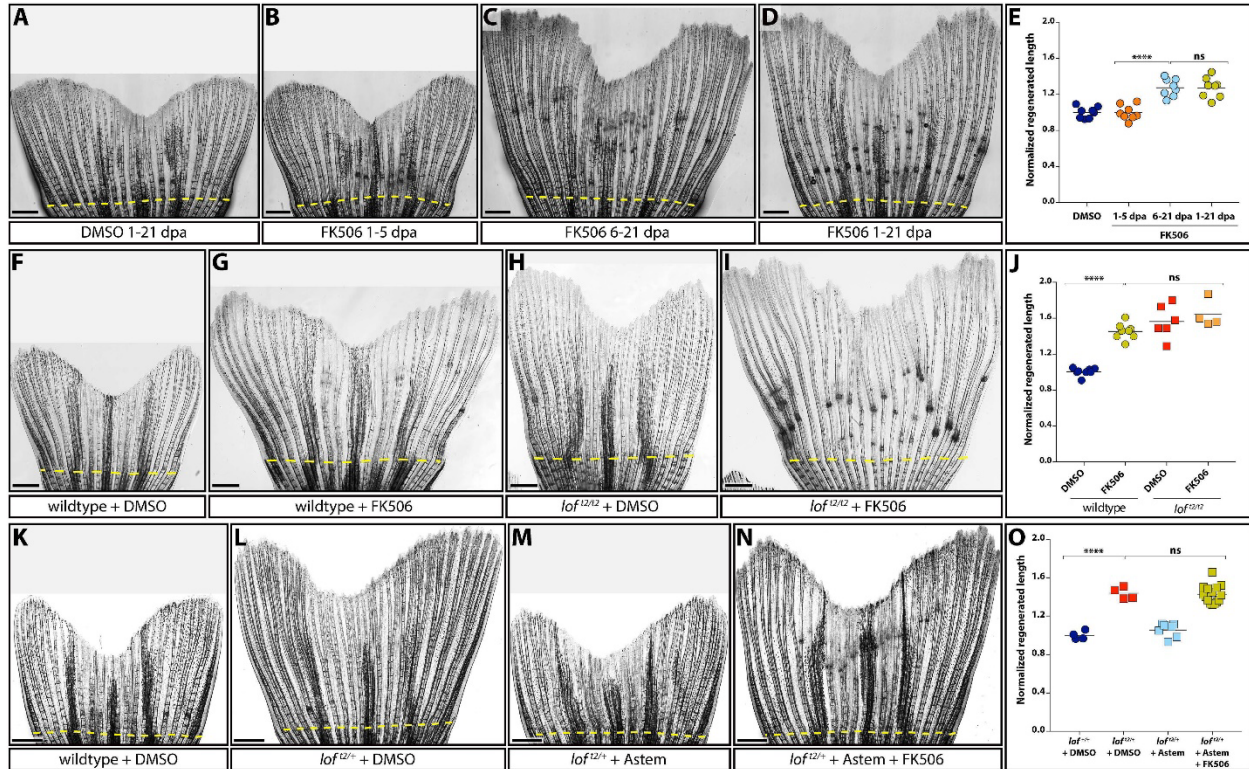 A
DMSO 1-21 dpa
B
FK506 1-5 dpa
C
FK506 6-21 dpa
D
FK506 1-21 dpa
E
Normalized regenerated length
2.0
1.6
1.2
0.8
0.4
0.0
****
ns
DMSO
1-5 dpa
6-21 dpa
1-21 dpa
FK506
F
wildtype + DMSO
G
wildtype + FK506
H
lof t2/t2 + DMSO
I
lof t2/t2 + FK506
J
Normalized regenerated length
2.0
1.6
1.2
0.8
0.4
0.0
****
ns
DMSO
FK506
DMSO
FK506
wildtype
lof t2/t2
K
wildtype + DMSO
L
lof t2/+ + DMSO
M
lof t2/+ + Astem
N
lof t2/+ + Astem + FK506
O
Normalized regenerated length
2.0
1.6
1.2
0.8
0.4
0.0
****
ns
lof
+ DMSO
lof t2/+
+ DMSO
lof t2/+
+ Astem
lof t2/+
+ Astem
+ FK506